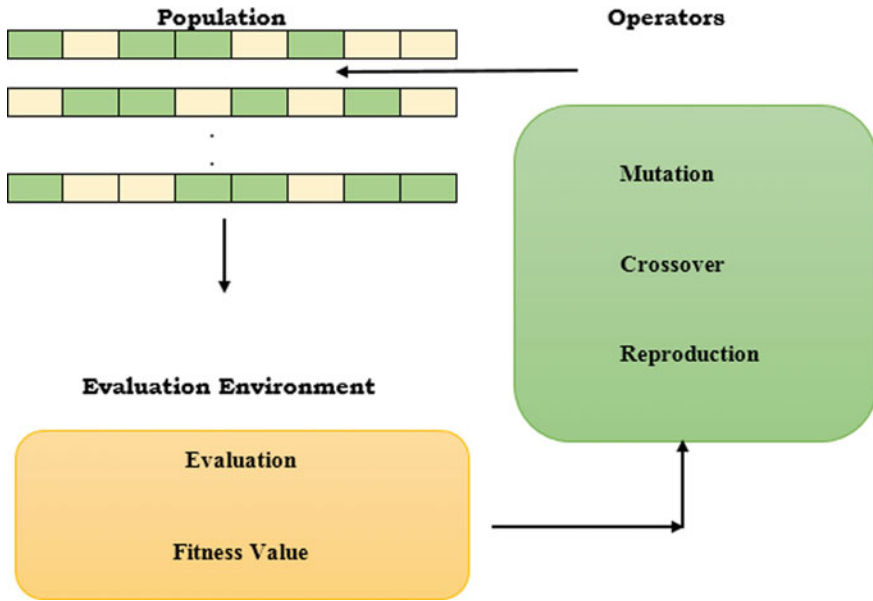 Population
Operators
.
.
Mutation
Crossover
Reproduction
Evaluation Environment
Evaluation
Fitness Value